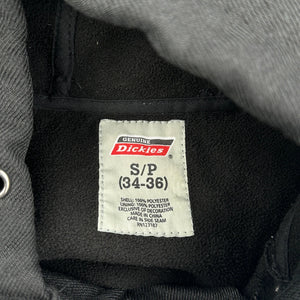 GENUINE
Dickies
S/P
(34-36)
SHELL: 100% POLYESTER
LINING: 100% POLYESTER
EXCLUSIVE OF DECORATION
MADE IN CHINA
CARE IN SIDE SEAM